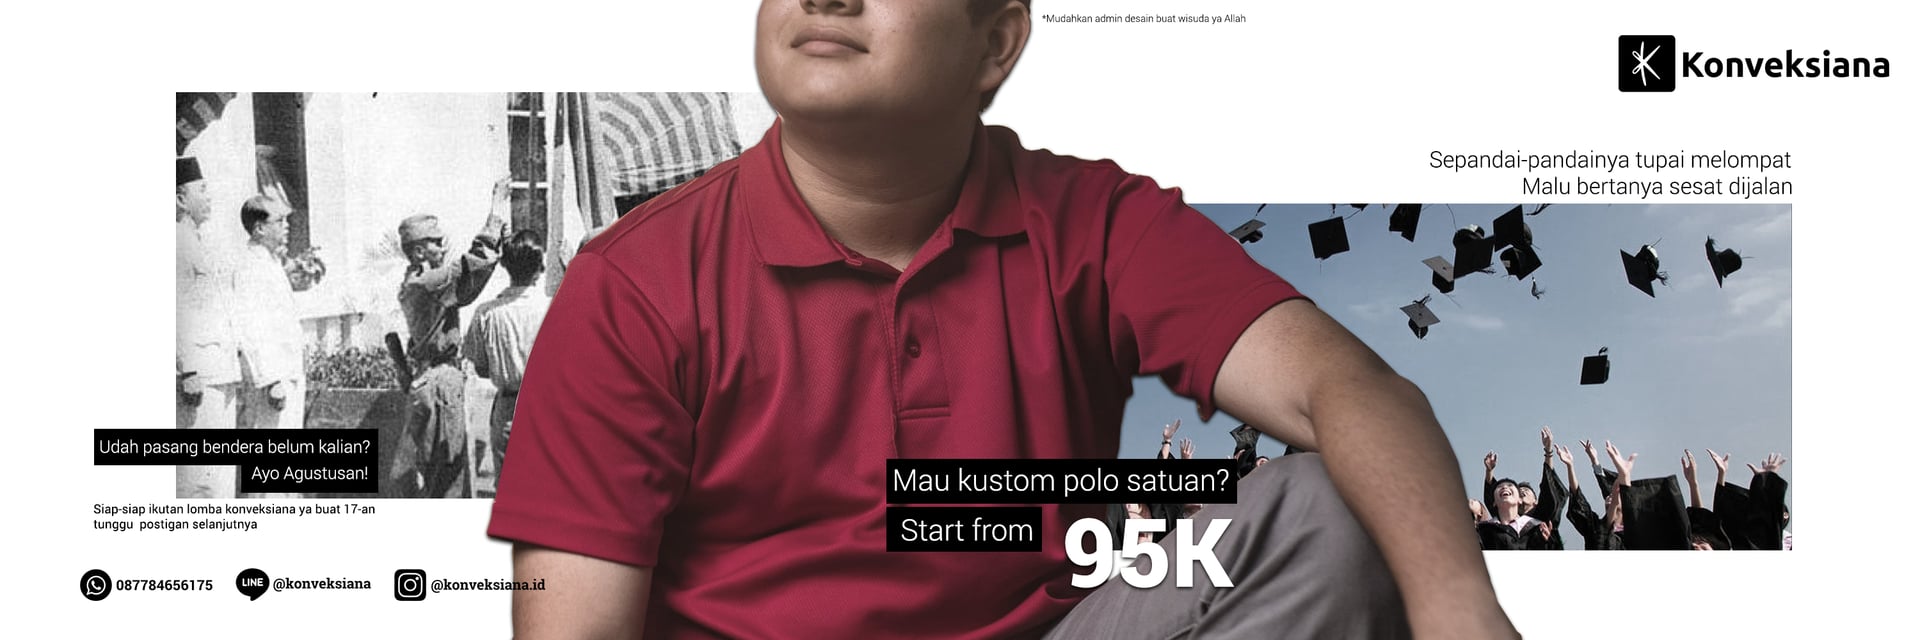 *Mudahkan admin desain buat wisuda ya Allah
Konveksiana
Sepandai-pandainya tupai melompat
Malu bertanya sesat dijalan
Udah pasang bendera belum kalian?
Ayo Agustusan!
Siap-siap ikutan lomba konveksiana ya buat 17-an
tunggu postigan selanjutnya
Mau kustom polo satuan?
Start from 95K
087784656175
LINE @konveksiana
@konveksiana.id